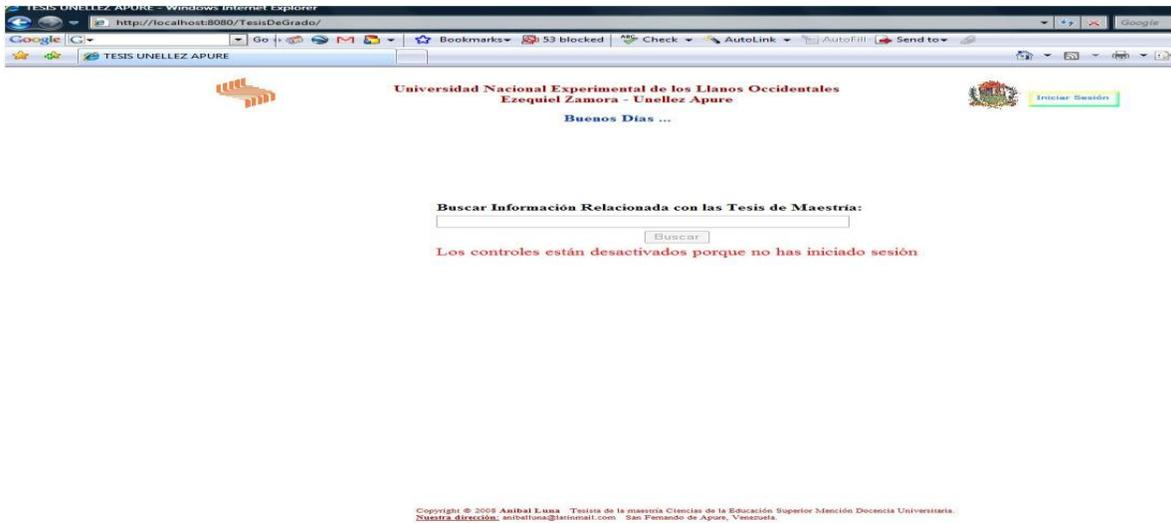 TESIS UNELLEZ APURE - Windows Internet Explorer
http://localhost:8080/TesisDeGrado/
Google
Google G Go Bookmarks 53 blocked ABC Check AutoLink AutoFill Send to
TESIS UNELLEZ APURE
Universidad Nacional Experimental de los Llanos Occidentales
Ezequiel Zamora - Unellez Apure
Iniciar Sesión
Buenos Días ...
Buscar Información Relacionada con las Tesis de Maestría:
Buscar
Los controles están desactivados porque no has iniciado sesión
Copyright © 2008 Anibal Luna Tesista de la maestría Ciencias de la Educación Superior Mención Docencia Universitaria.
Nuestra dirección: aniballuna@latinmail.com San Fernando de Apure, Venezuela.